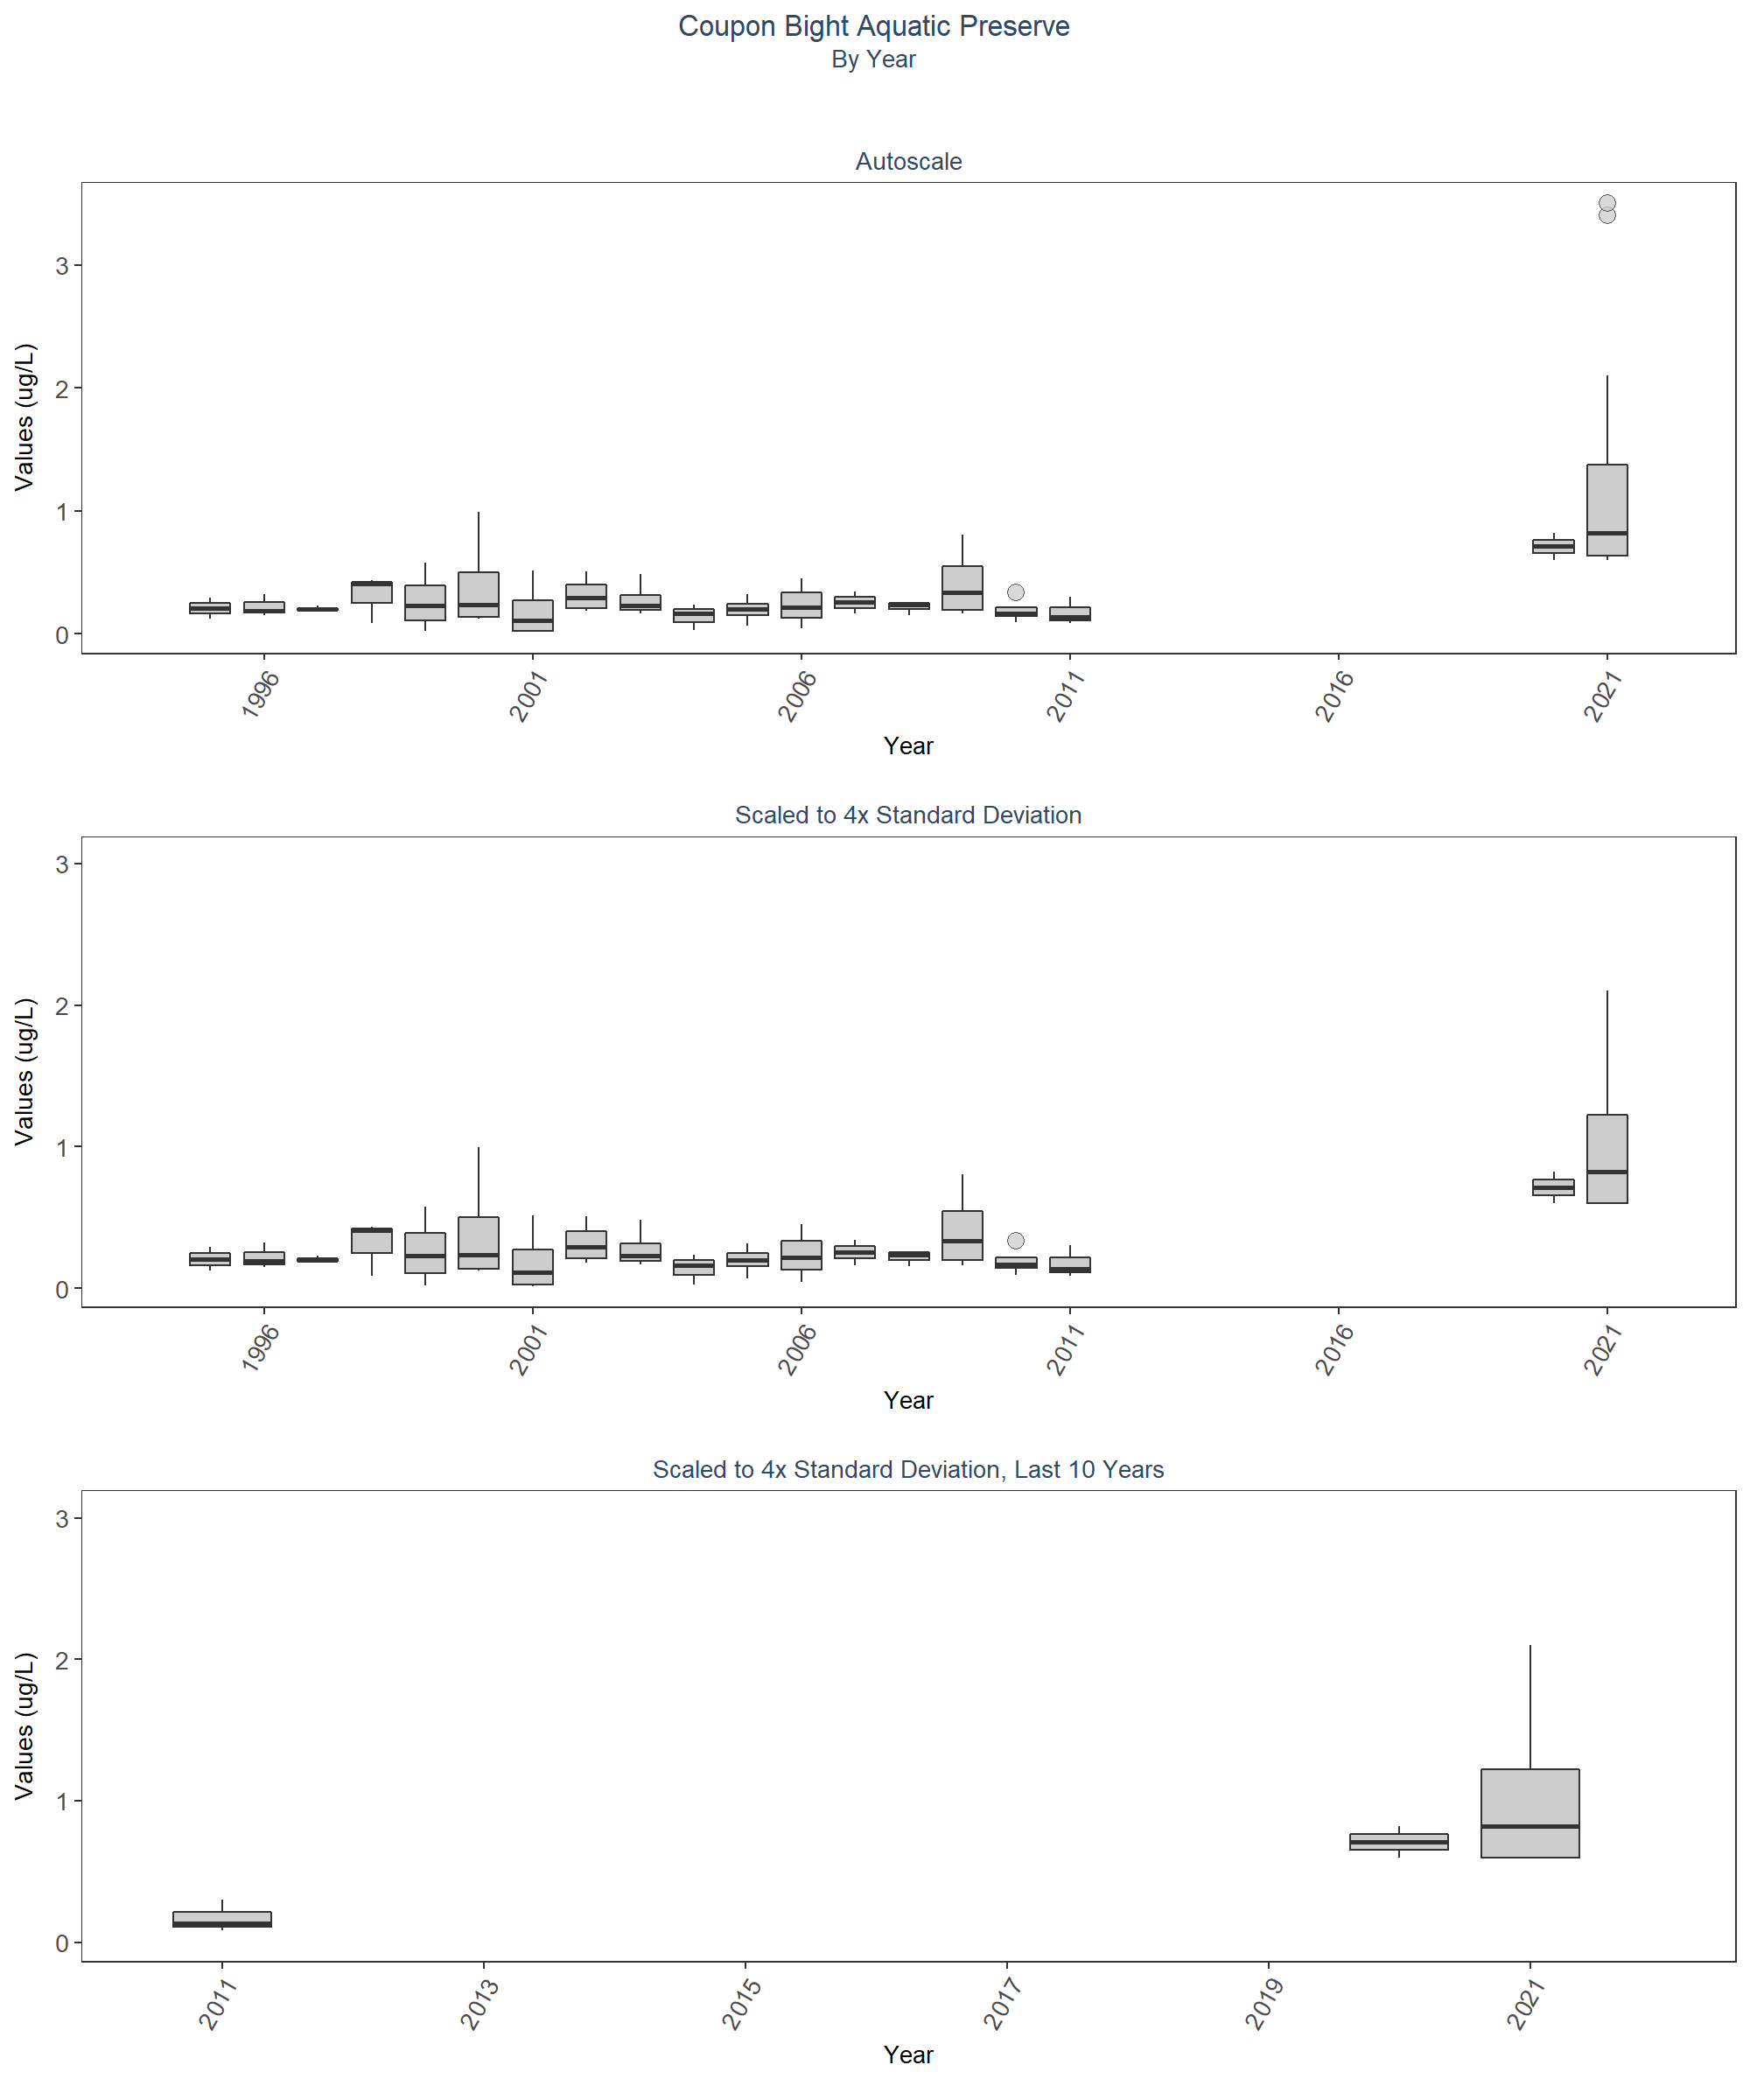 Coupon Bight Aquatic Preserve
By Year
Autoscale
Values (ug/L)
3
2
1
0
1996
2001
2006
2011
2016
2021
Year
Scaled to 4x Standard Deviation
Values (ug/L)
3
2
1
0
1996
2001
2006
2011
2016
2021
Year
Scaled to 4x Standard Deviation, Last 10 Years
Values (ug/L)
3
2
1
0
2011
2013
2015
2017
2019
2021
Year